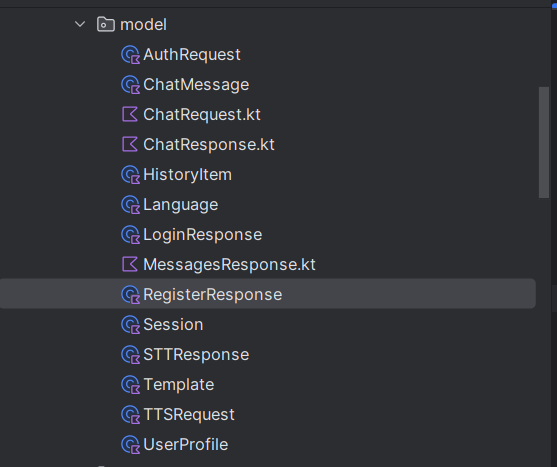 model
AuthRequest
ChatMessage
ChatRequest.kt
ChatResponse.kt
HistoryItem
Language
LoginResponse
MessagesResponse.kt
RegisterResponse
Session
STTResponse
Template
TTSRequest
UserProfile